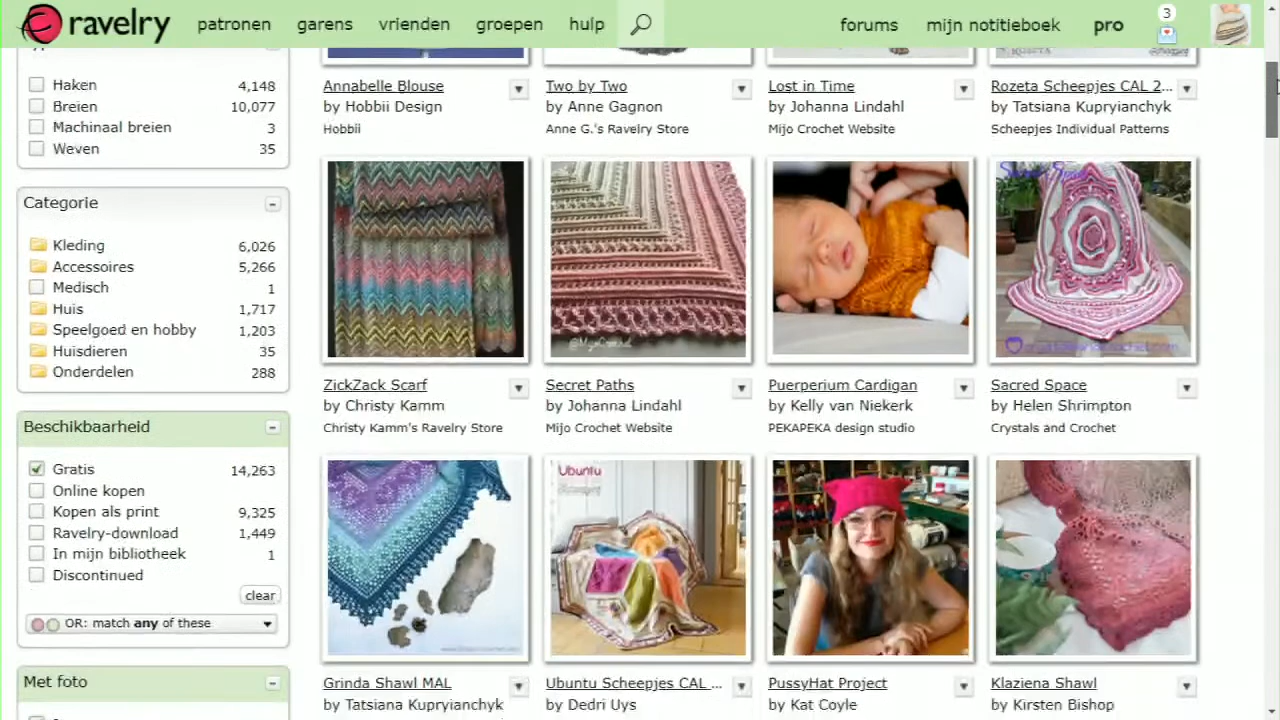 ravelry patronen garens vrienden groepen hulp forums mijn notitieboek pro 3
Haken 4,148
Breien 10,077
Machinaal breien 3
Weven 35
Categorie
Kleding 6,026
Accessoires 5,266
Medisch 1
Huis 1,717
Speelgoed en hobby 1,203
Huisdieren 35
Onderdelen 288
Beschikbaarheid
Gratis 14,263
Online kopen
Kopen als print 9,325
Ravelry-download 1,449
In mijn bibliotheek 1
Discontinued
clear
OR: match any of these
Met foto
Annabelle Blouse
by Hobbii Design
Hobbii
Two by Two
by Anne Gagnon
Anne G.'s Ravelry Store
Lost in Time
by Johanna Lindahl
Mijo Crochet Website
Rozeta Scheepjes CAL 2...
by Tatsiana Kupryianchyk
Scheepjes Individual Patterns
ZickZack Scarf
by Christy Kamm
Christy Kamm's Ravelry Store
@MijoCrochet
Secret Paths
by Johanna Lindahl
Mijo Crochet Website
Puerperium Cardigan
by Kelly van Niekerk
PEKAPEKA design studio
Sacred Space
by Helen Shrimpton
Crystals and Crochet
Grinda Shawl MAL
by Tatsiana Kupryianchyk
Ubuntu
Ubuntu Scheepjes CAL ...
by Dedri Uys
PussyHat Project
by Kat Coyle
Klaziena Shawl
by Kirsten Bishop